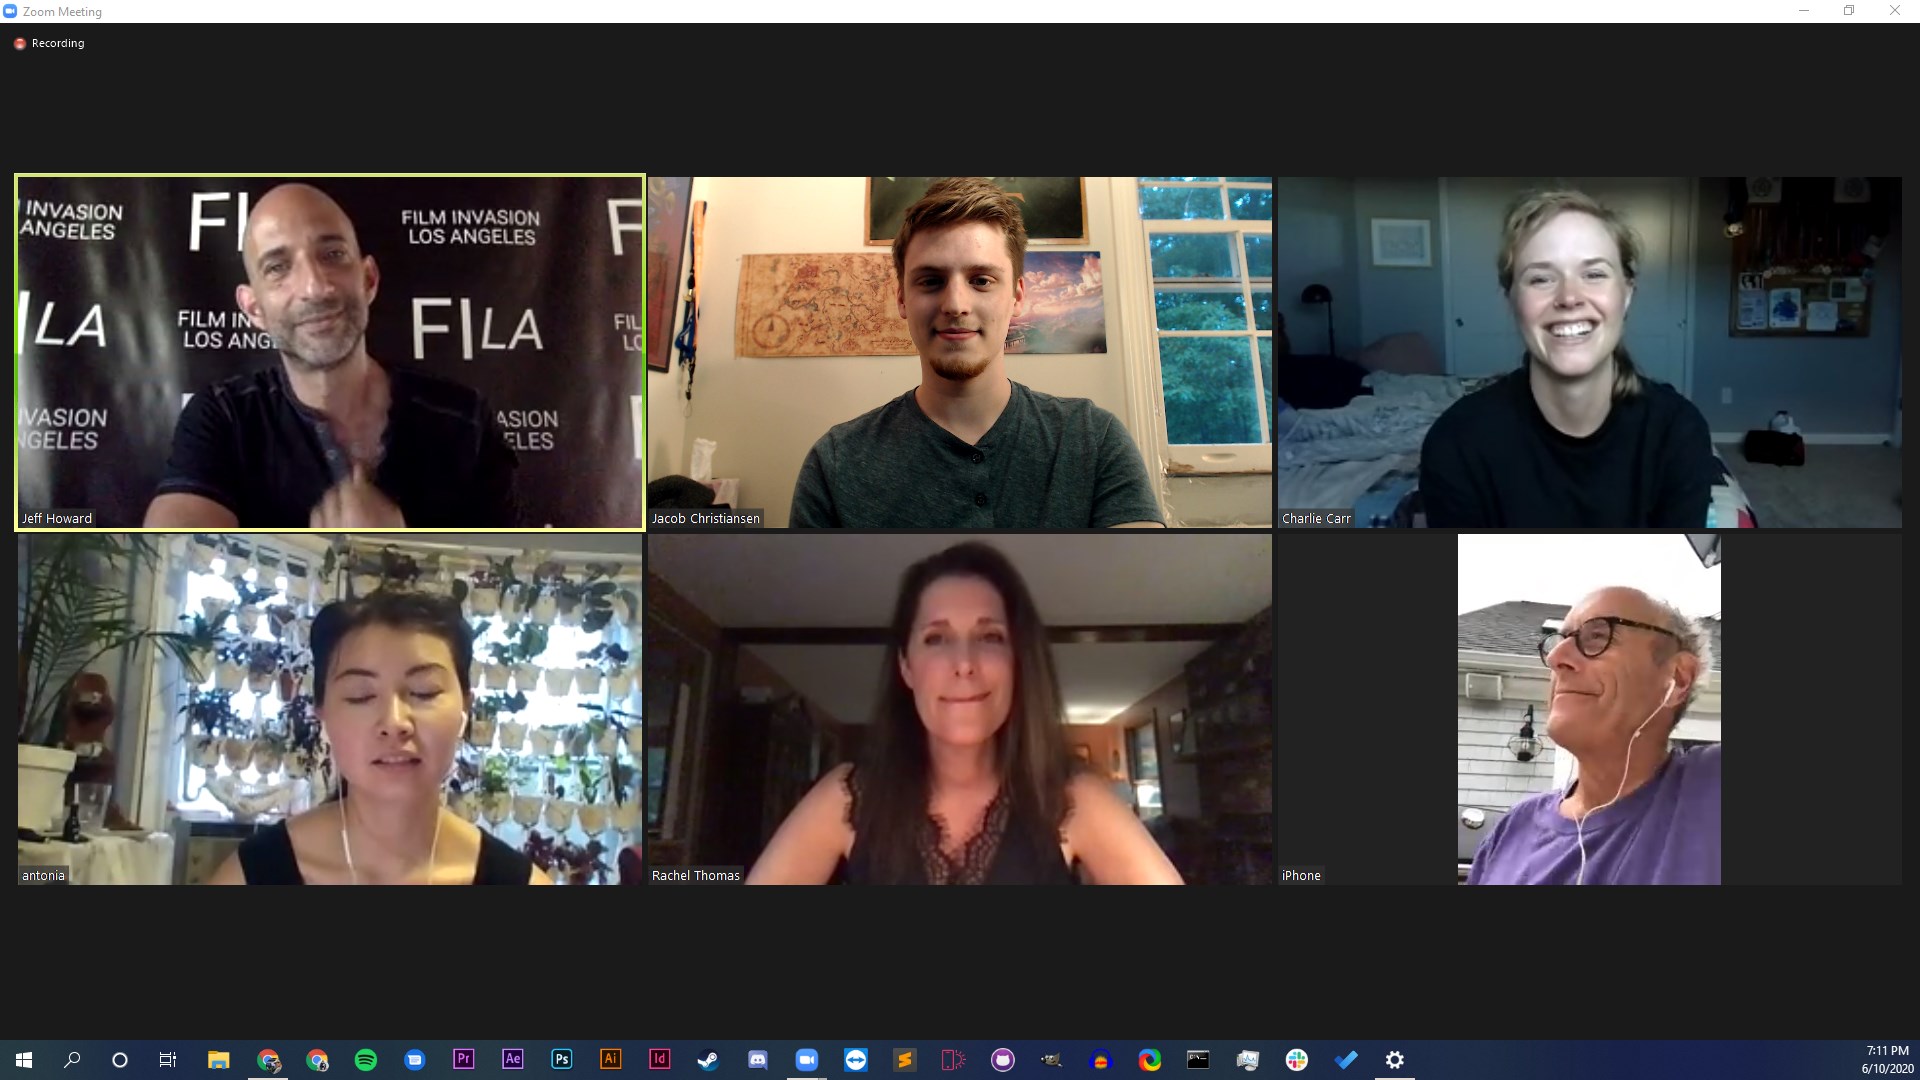 Zoom Meeting
Recording
INVASION
ANGELES
FILM INVASION
LOS ANGELES
FI
LA
FILM IN
LOS ANG
FILA
FIL
LO
VASION
NGELES
ASION
ELES
Jeff Howard
Jacob Christiansen
Charlie Carr
antonia
Rachel Thomas
iPhone
Pr
Ae
Ps
Ai
Id
7:11 PM
6/10/2020